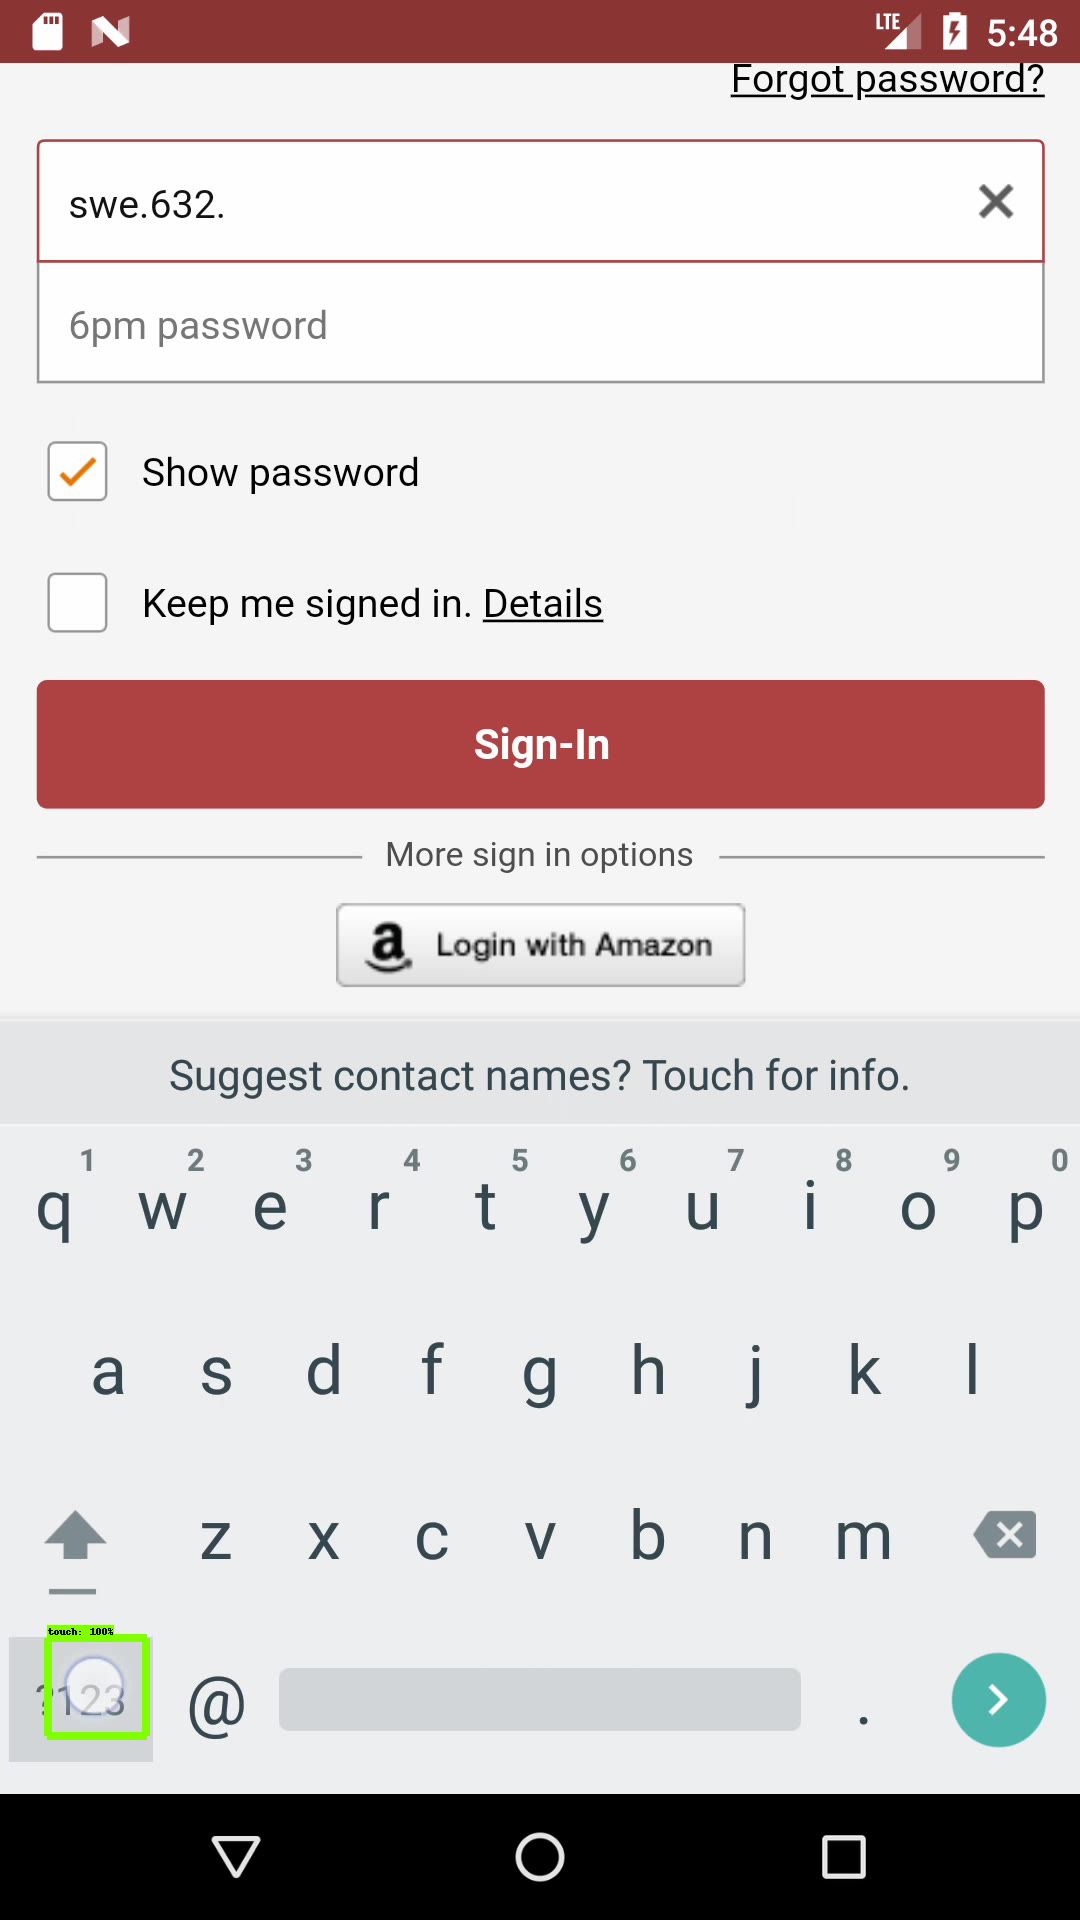 LTE 5:48
Forgot password?
swe.632.
6pm password
Show password
Keep me signed in. Details
Sign-In
More sign in options
a Login with Amazon
Suggest contact names? Touch for info.
1 2 3 4 5 6 7 8 9 0
q w e r t y u i o p
a s d f g h j k l
z x c v b n m
touch: 100%
?123 @ .